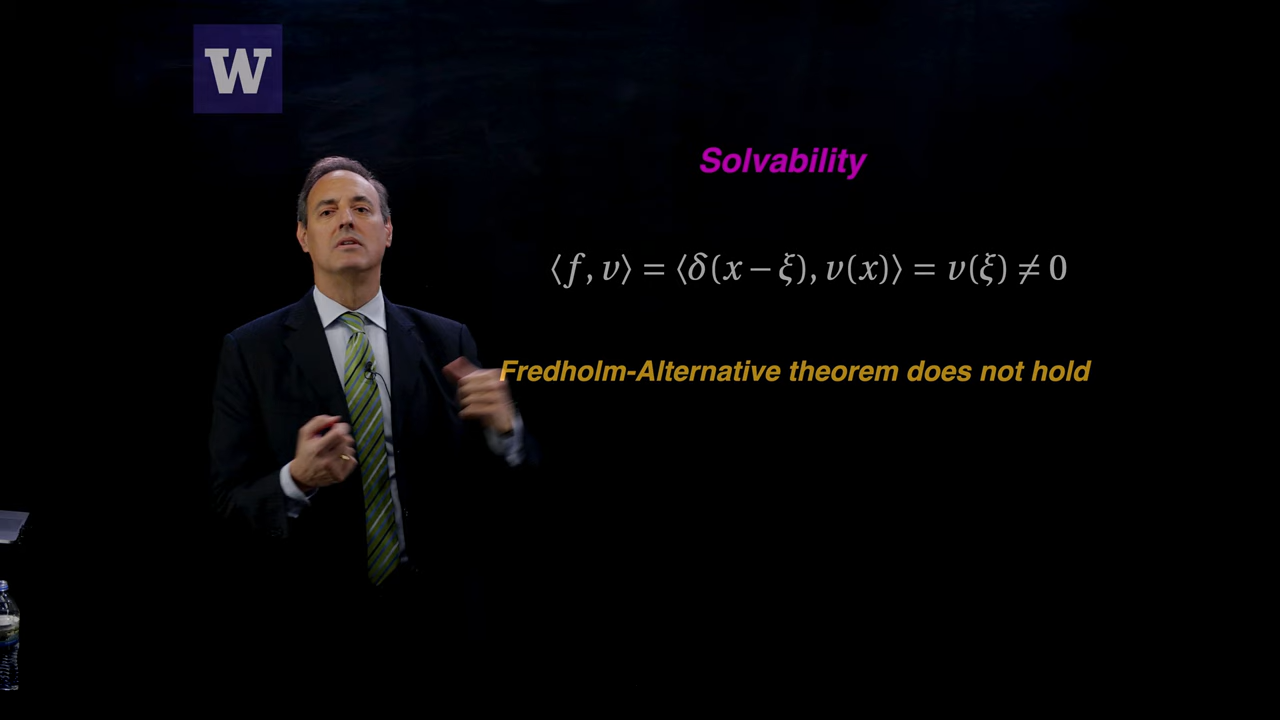 W
Solvability
⟨f, v⟩ = ⟨δ(x − ξ), v(x)⟩ = v(ξ) ≠ 0
Fredholm-Alternative theorem does not hold